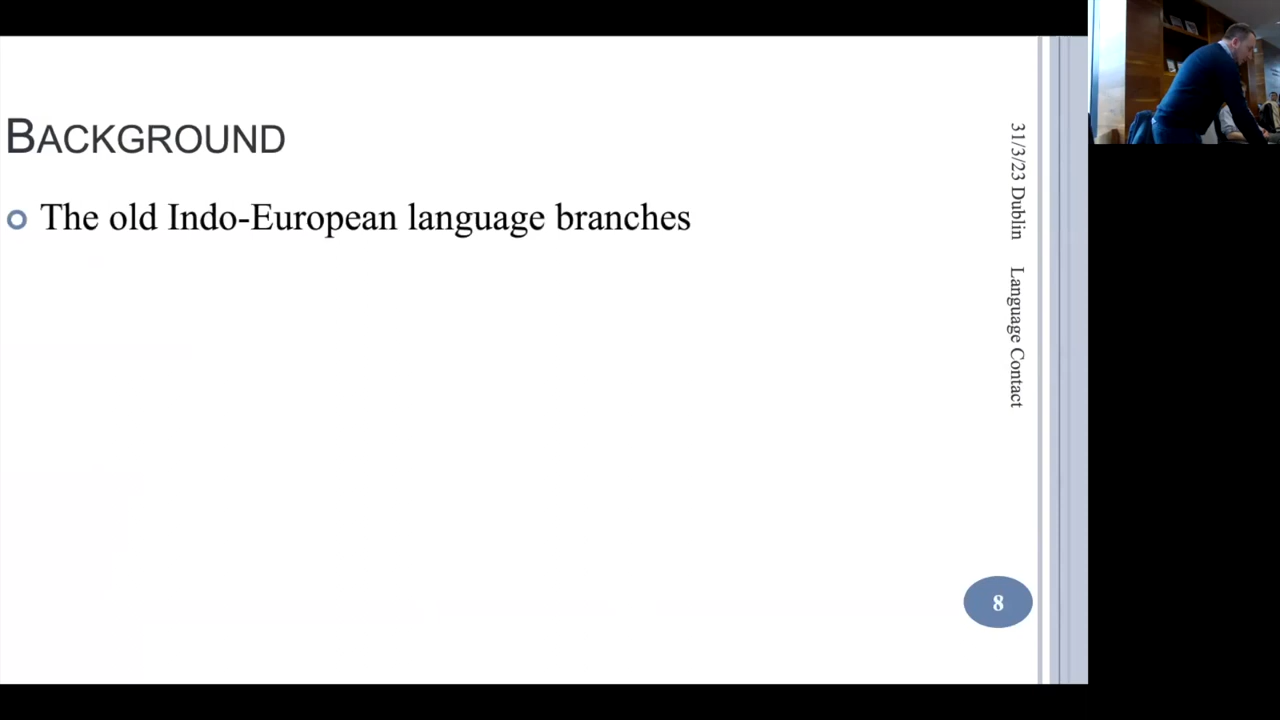 BACKGROUND
The old Indo-European language branches
31/3/23 Dublin Language Contact
8